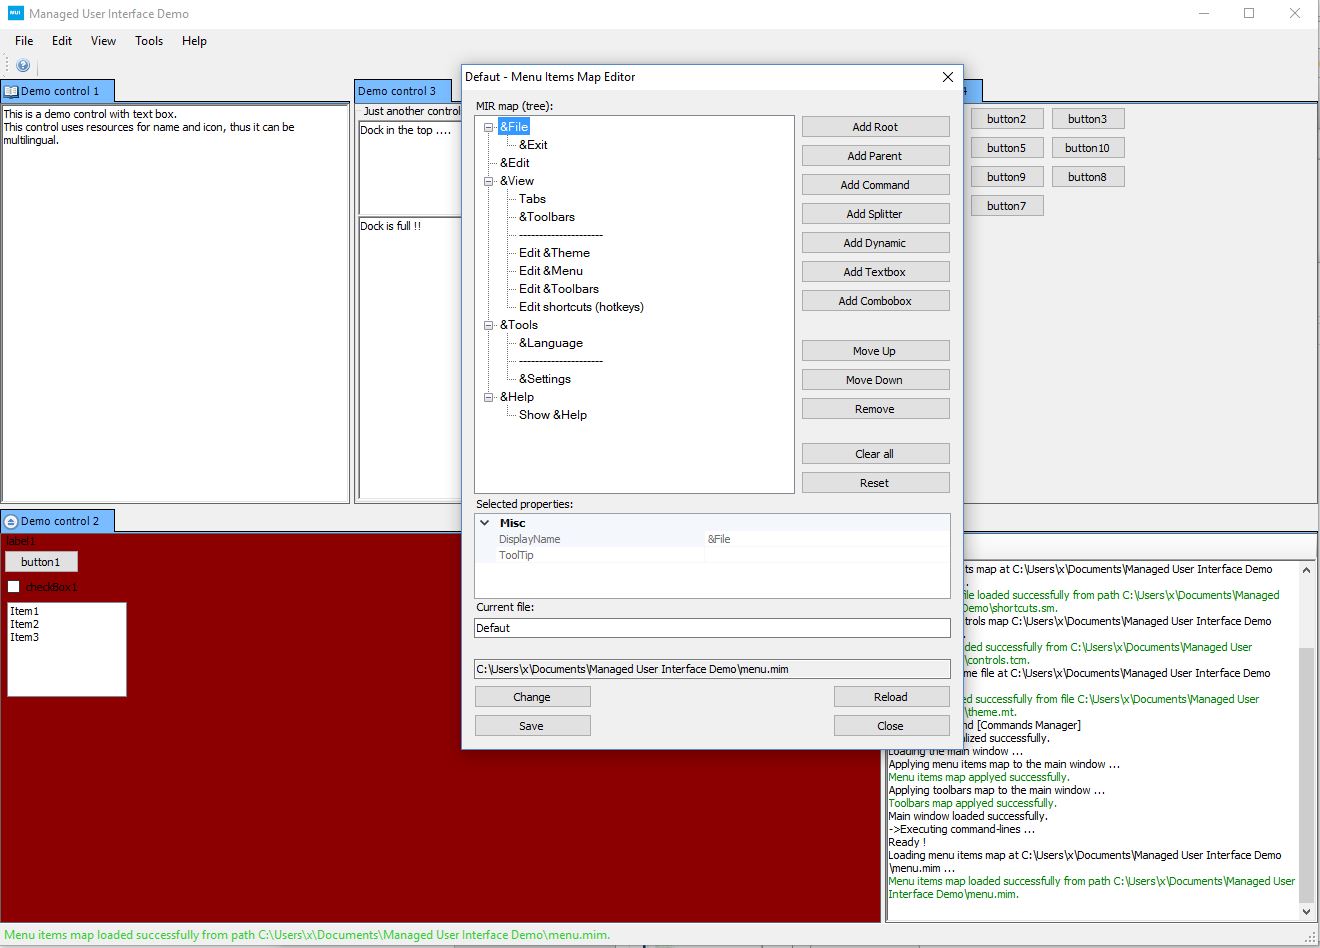 MUI Managed User Interface Demo
File Edit View Tools Help
Demo control 1
This is a demo control with text box.
This control uses resources for name and icon, thus it can be
multilingual.
Demo control 3
Just another control
Dock in the top ....
Dock is full !!
Defaut - Menu Items Map Editor
MIR map (tree):
&File
&Exit
&Edit
&View
Tabs
&Toolbars
---------------------
Edit &Theme
Edit &Menu
Edit &Toolbars
Edit shortcuts (hotkeys)
&Tools
&Language
---------------------
&Settings
&Help
Show &Help
Add Root
Add Parent
Add Command
Add Splitter
Add Dynamic
Add Textbox
Add Combobox
Move Up
Move Down
Remove
Clear all
Reset
Selected properties:
Misc
DisplayName &File
ToolTip
Current file:
Defaut
C:\Users\x\Documents\Managed User Interface Demo\menu.mim
Change Reload
Save Close
4
button2 button3
button5 button10
button9 button8
button7
Demo control 2
label1
button1
checkBox1
Item1
Item2
Item3
ts map at C:\Users\x\Documents\Managed User Interface Demo
.
file loaded successfully from path C:\Users\x\Documents\Managed
Demo\shortcuts.sm.
trols map C:\Users\x\Documents\Managed User Interface Demo
.
ded successfully from C:\Users\x\Documents\Managed User
\controls.tcm.
me file at C:\Users\x\Documents\Managed User Interface Demo
.
ed successfully from file C:\Users\x\Documents\Managed User
\theme.mt.
nd [Commands Manager]
lized successfully.
Loading the main window ...
Applying menu items map to the main window ...
Menu items map applyed successfully.
Applying toolbars map to the main window ...
Toolbars map applyed successfully.
Main window loaded successfully.
->Executing command-lines ...
Ready !
Loading menu items map at C:\Users\x\Documents\Managed User Interface Demo
\menu.mim ...
Menu items map loaded successfully from path C:\Users\x\Documents\Managed User
Interface Demo\menu.mim.
Menu items map loaded successfully from path C:\Users\x\Documents\Managed User Interface Demo\menu.mim.